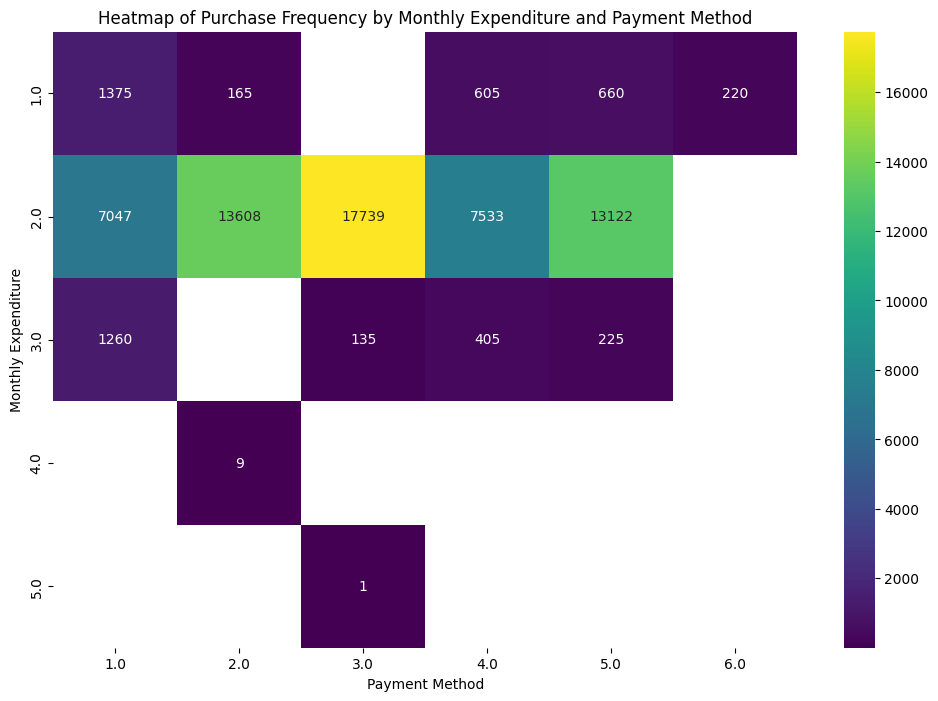 Heatmap of Purchase Frequency by Monthly Expenditure and Payment Method
1.0 1375 165 605 660 220
2.0 7047 13608 17739 7533 13122
3.0 1260 135 405 225
4.0 9
5.0 1
Monthly Expenditure
1.0 2.0 3.0 4.0 5.0 6.0
Payment Method
16000
14000
12000
10000
8000
6000
4000
2000